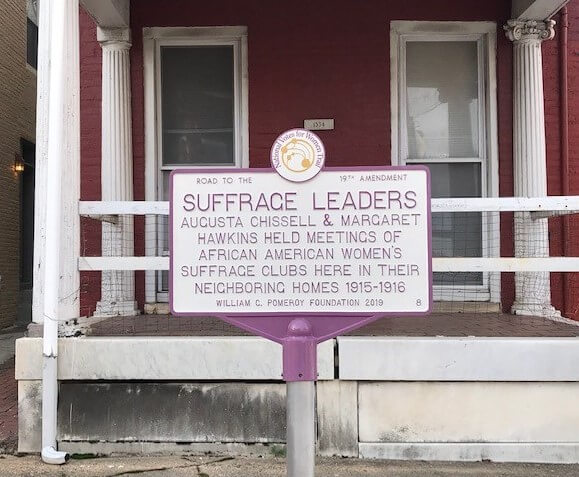 1534
National Votes for Women Trail
ROAD TO THE 19TH AMENDMENT
SUFFRAGE LEADERS
AUGUSTA CHISSELL & MARGARET
HAWKINS HELD MEETINGS OF
AFRICAN AMERICAN WOMEN'S
SUFFRAGE CLUBS HERE IN THEIR
NEIGHBORING HOMES 1915-1916
WILLIAM G. POMEROY FOUNDATION 2019 8